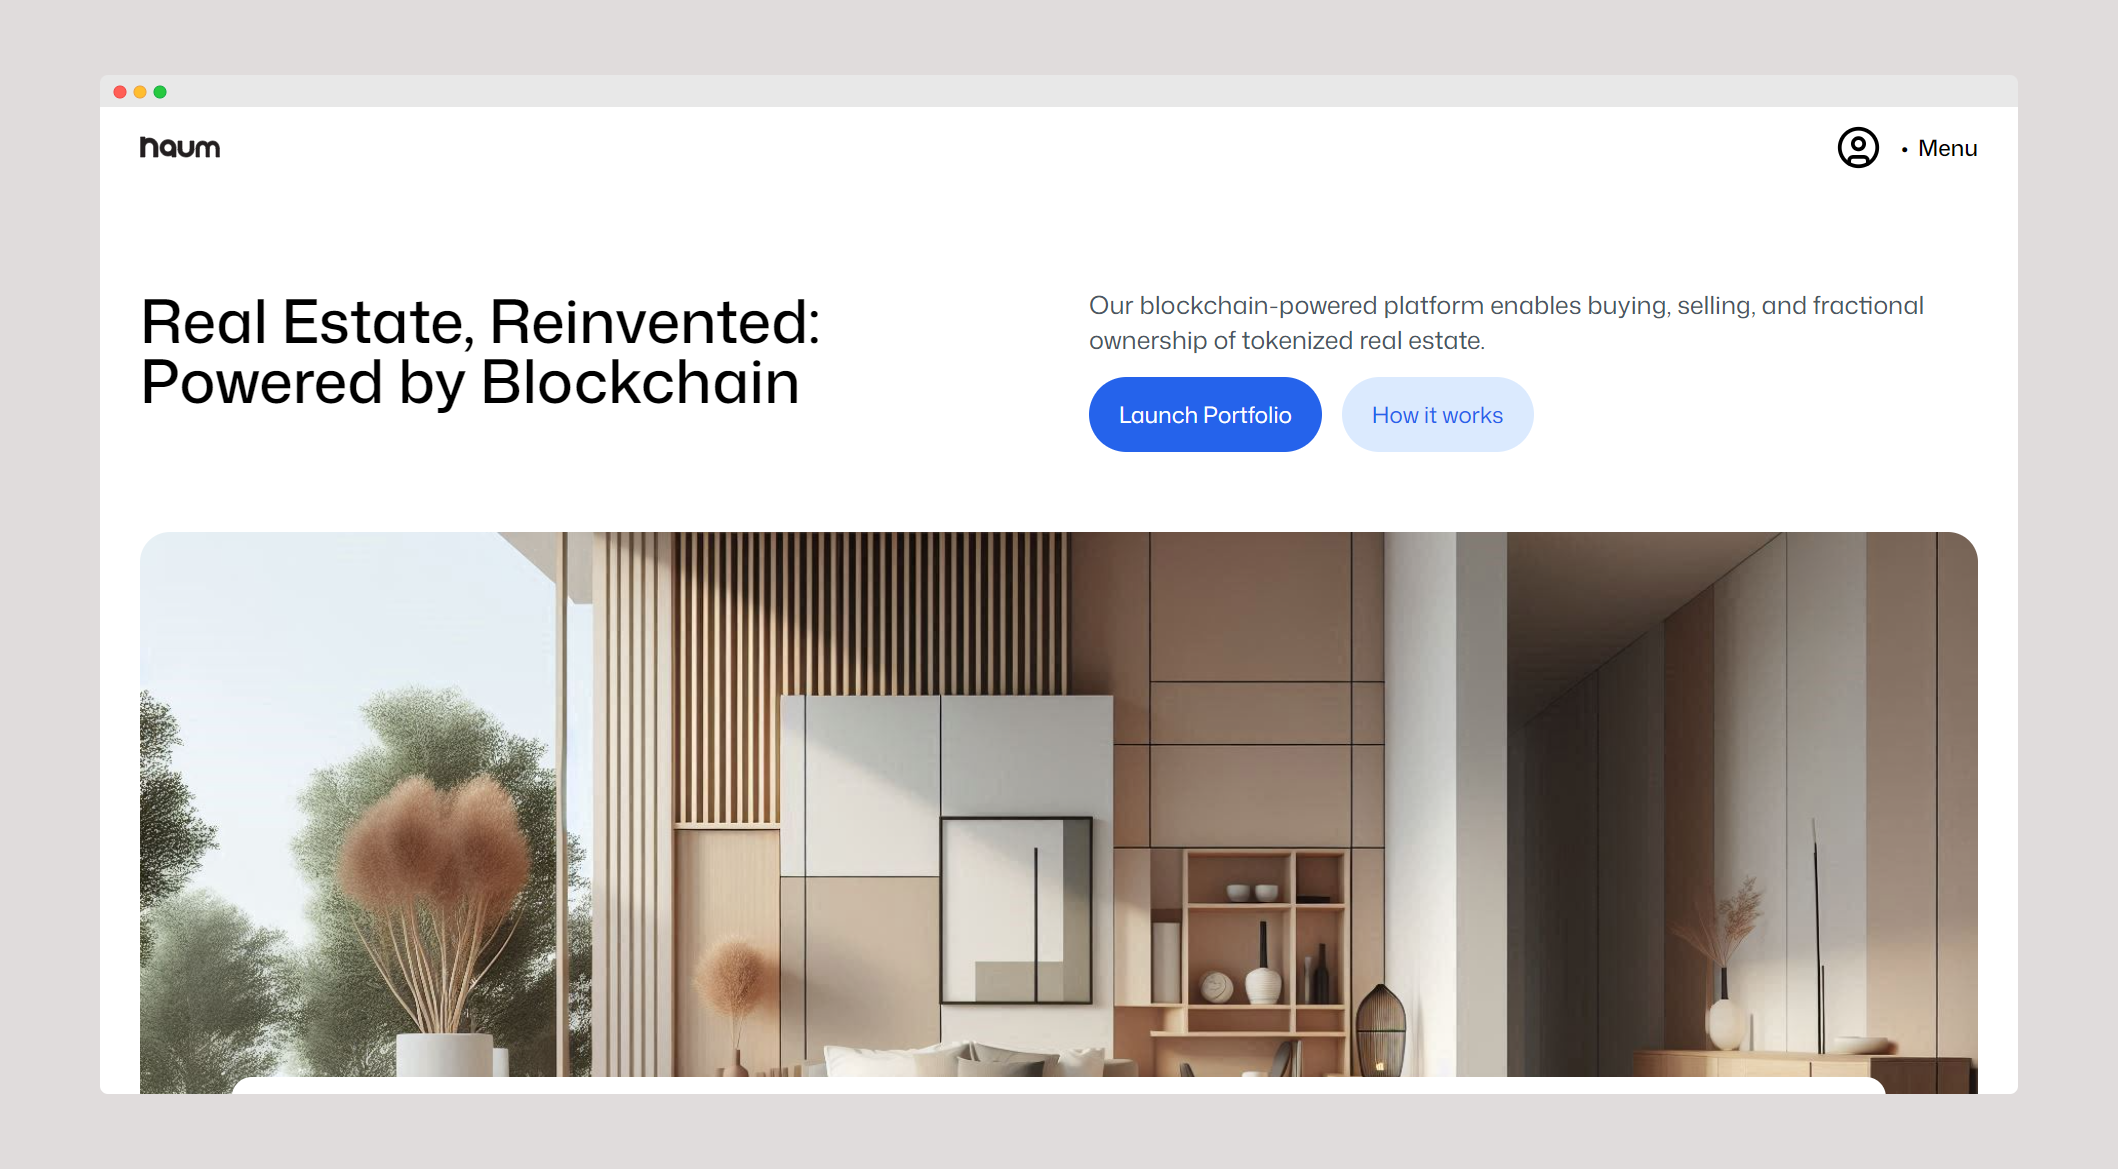 naum
• Menu
Real Estate, Reinvented:
Powered by Blockchain
Our blockchain-powered platform enables buying, selling, and fractional
ownership of tokenized real estate.
Launch Portfolio
How it works